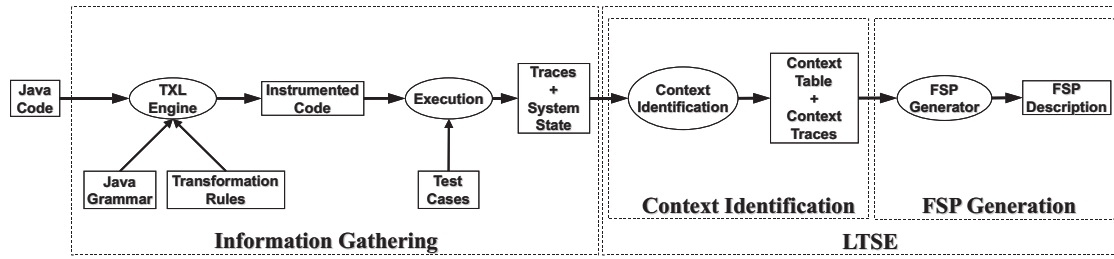 Java
Code
TXL
Engine
Instrumented
Code
Execution
Traces
+
System
State
Context
Identification
Context
Table
+
Context
Traces
FSP
Generator
FSP
Description
Java
Grammar
Transformation
Rules
Test
Cases
Context Identification
FSP Generation
Information Gathering
LTSE